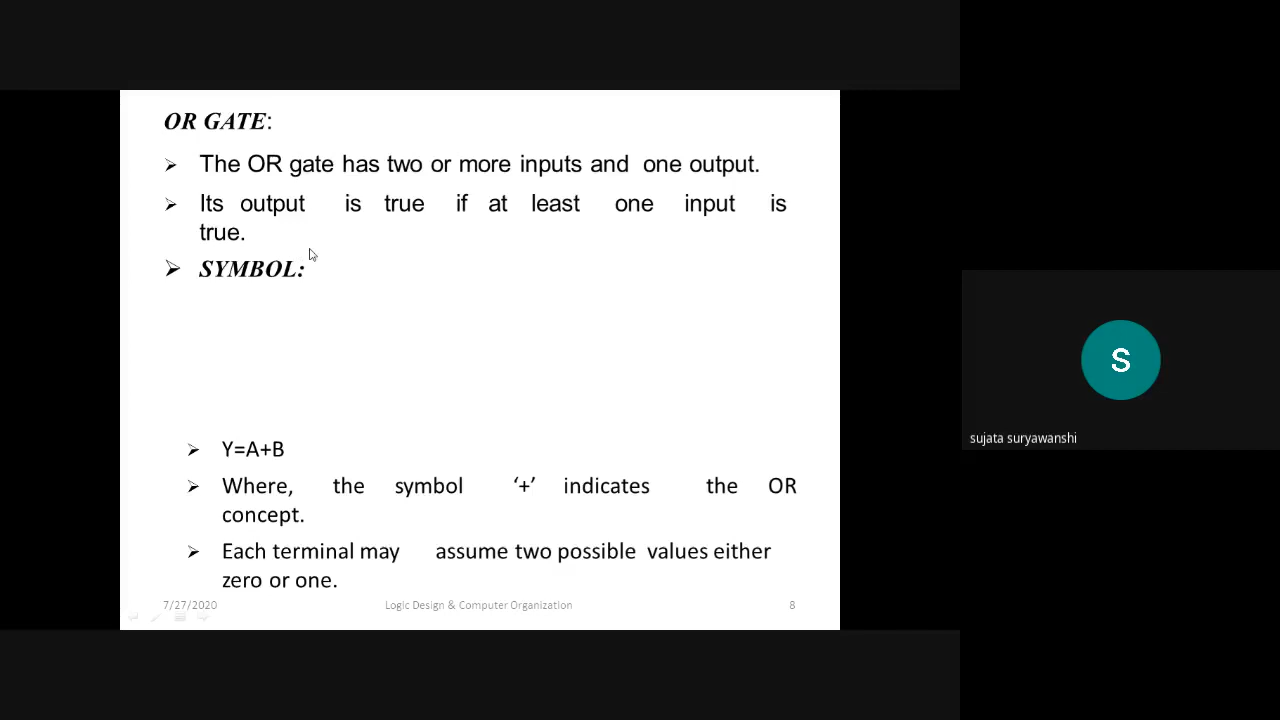 OR GATE:
➢ The OR gate has two or more inputs and one output.
➢ Its output is true if at least one input is
true.
➢ SYMBOL:
➢ Y=A+B
➢ Where, the symbol ‘+’ indicates the OR
concept.
➢ Each terminal may assume two possible values either
zero or one.
7/27/2020 Logic Design & Computer Organization 8
S
sujata suryawanshi